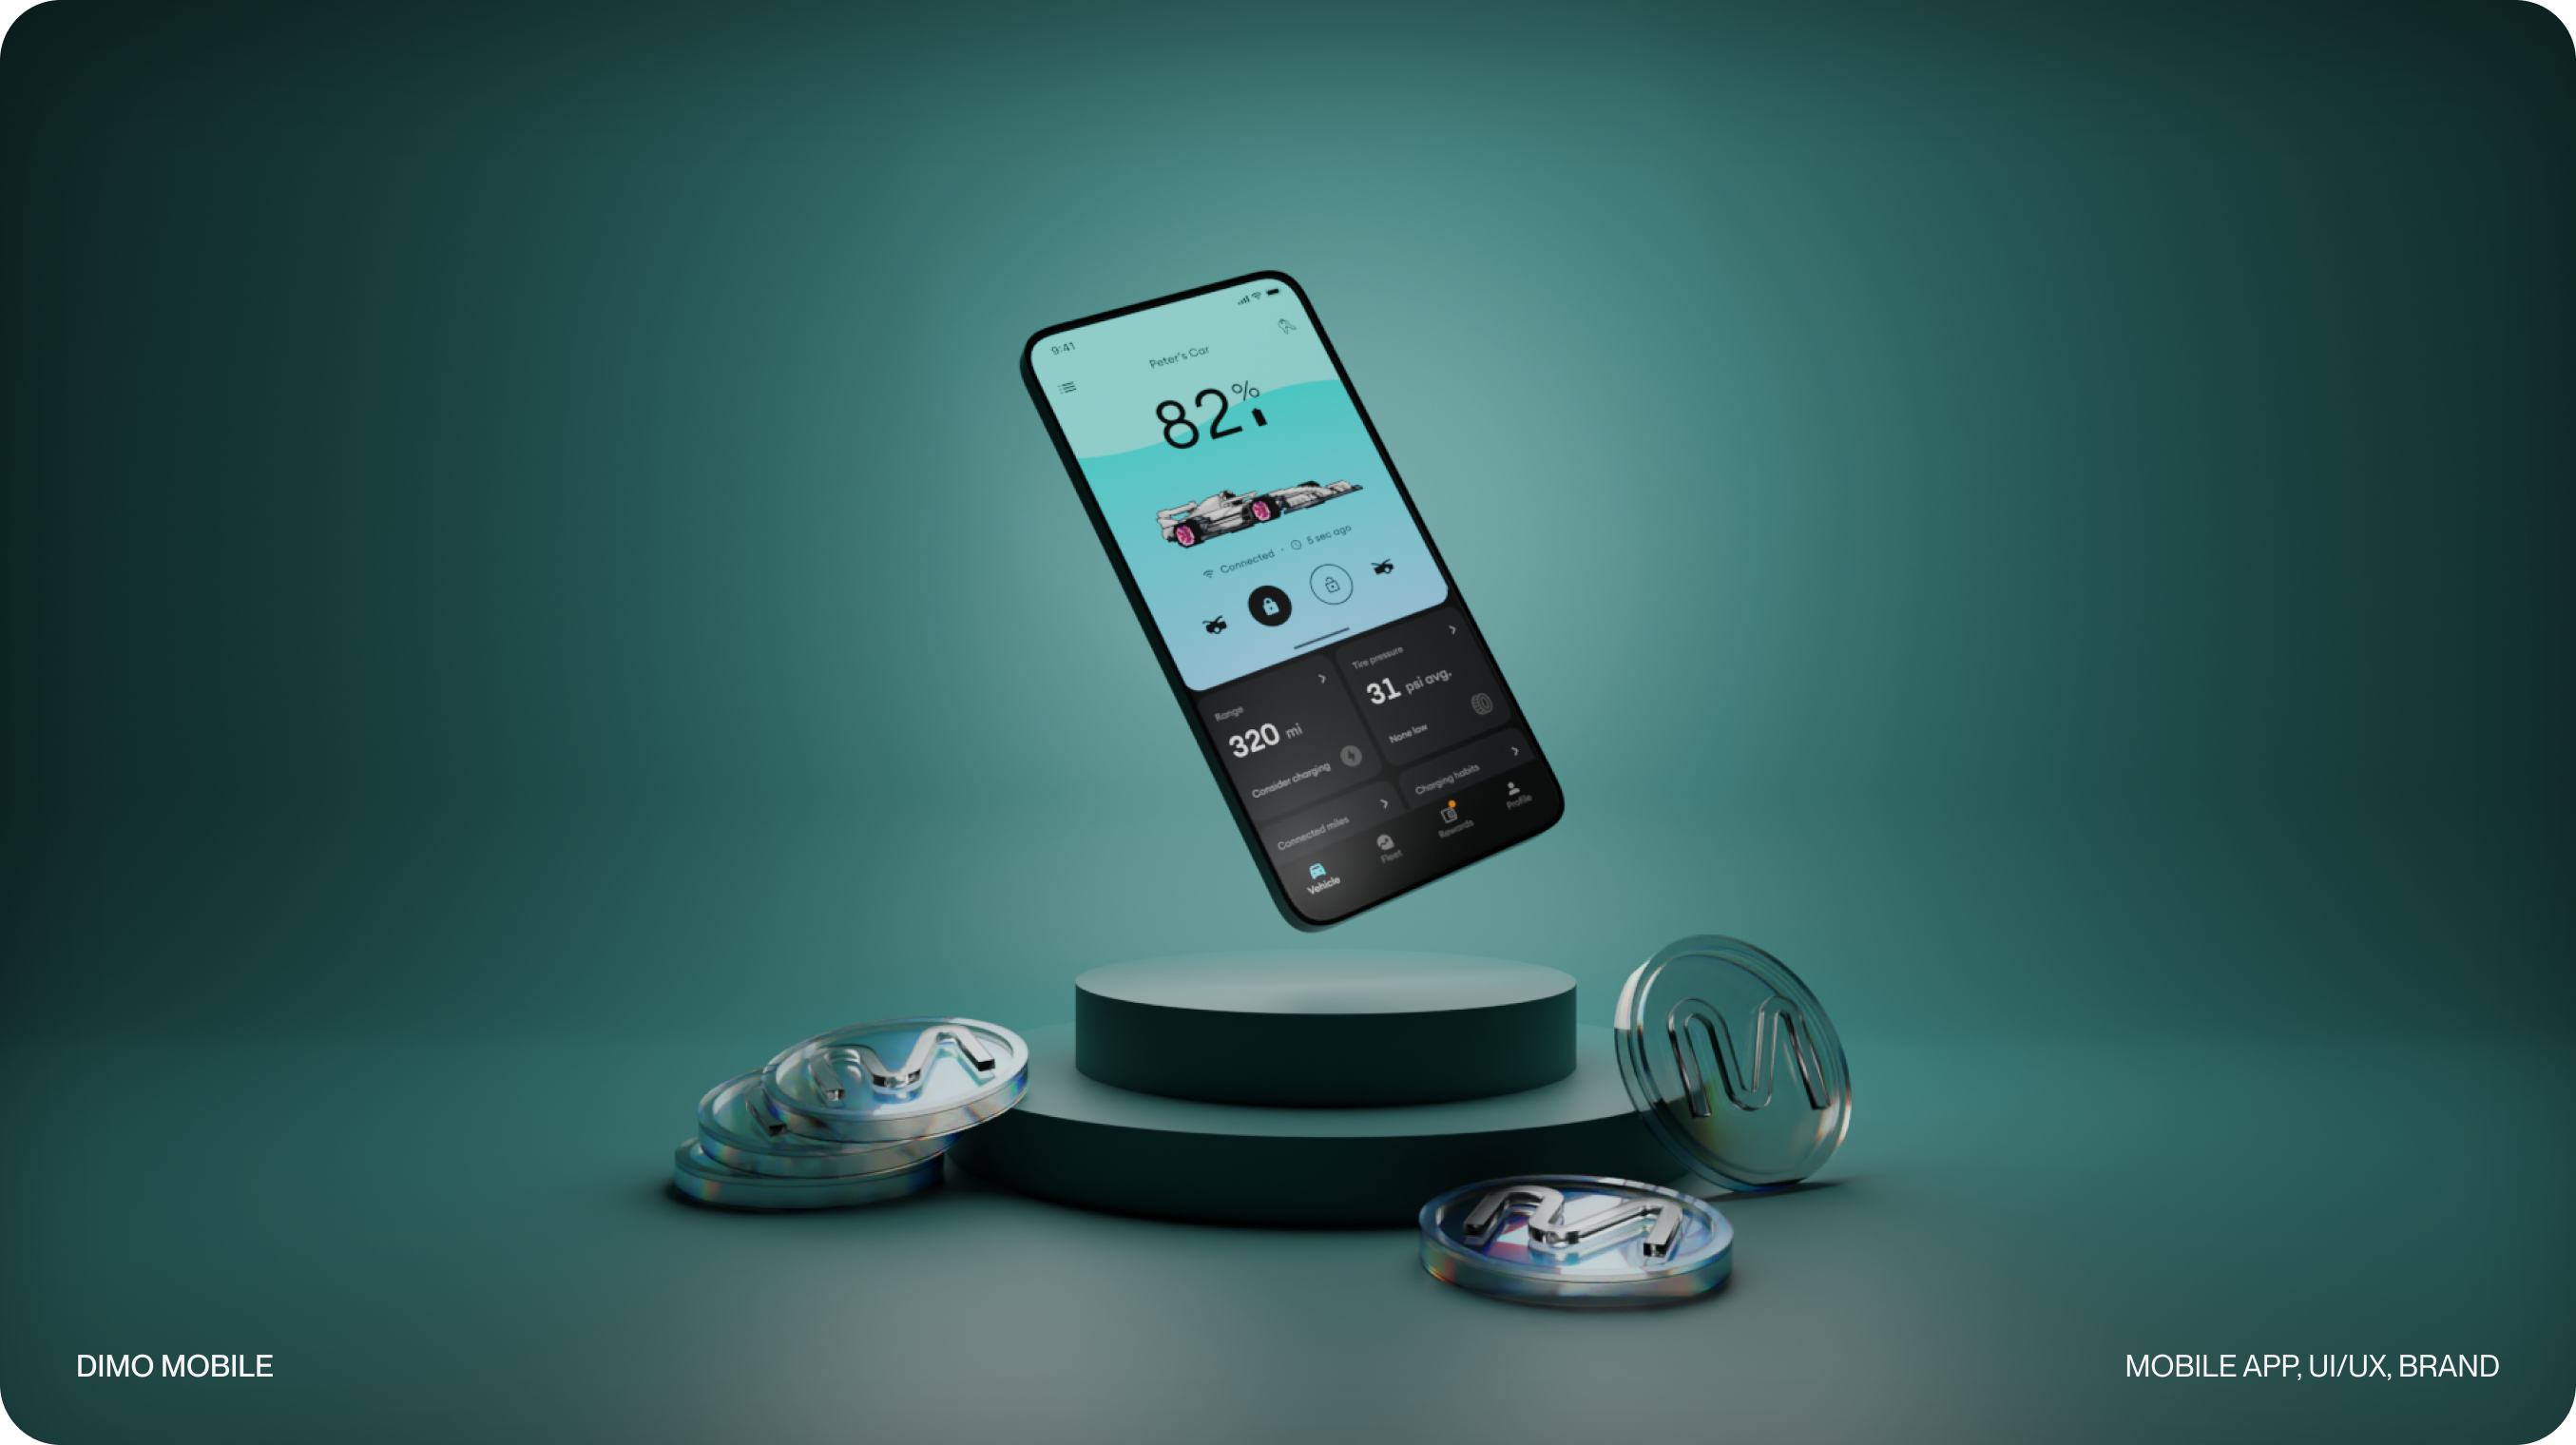 9:41
Peter's Car
82%
Connected · 5 sec ago
Range
320 mi
Consider charging
Tire pressure
31 psi avg.
None low
Connected miles
Charging habits
Vehicle
Fleet
Rewards
Profile
DIMO MOBILE
MOBILE APP, UI/UX, BRAND